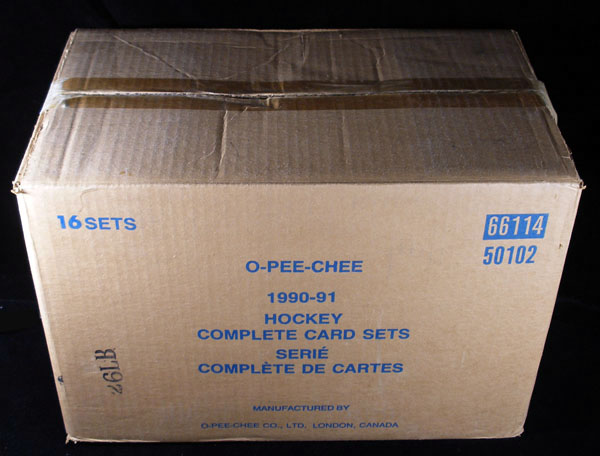 16 SETS
66114
50102
O-PEE-CHEE
1990-91
HOCKEY
COMPLETE CARD SETS
SERIÉ
COMPLÈTE DE CARTES
26LB
MANUFACTURED BY
O-PEE-CHEE CO., LTD. LONDON, CANADA